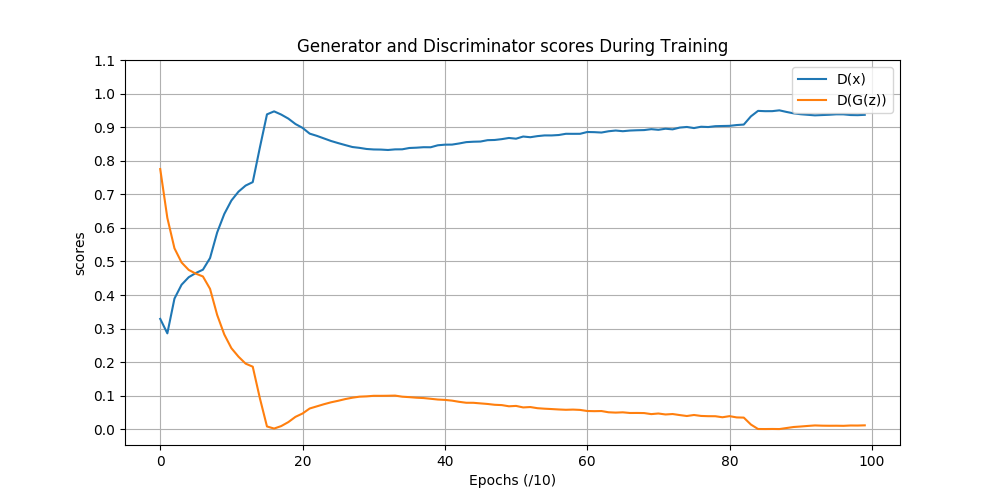 Generator and Discriminator scores During Training
1.1
1.0
0.9
0.8
0.7
0.6
0.5
0.4
0.3
0.2
0.1
0.0
scores
D(x)
D(G(z))
0 20 40 60 80 100
Epochs (/10)